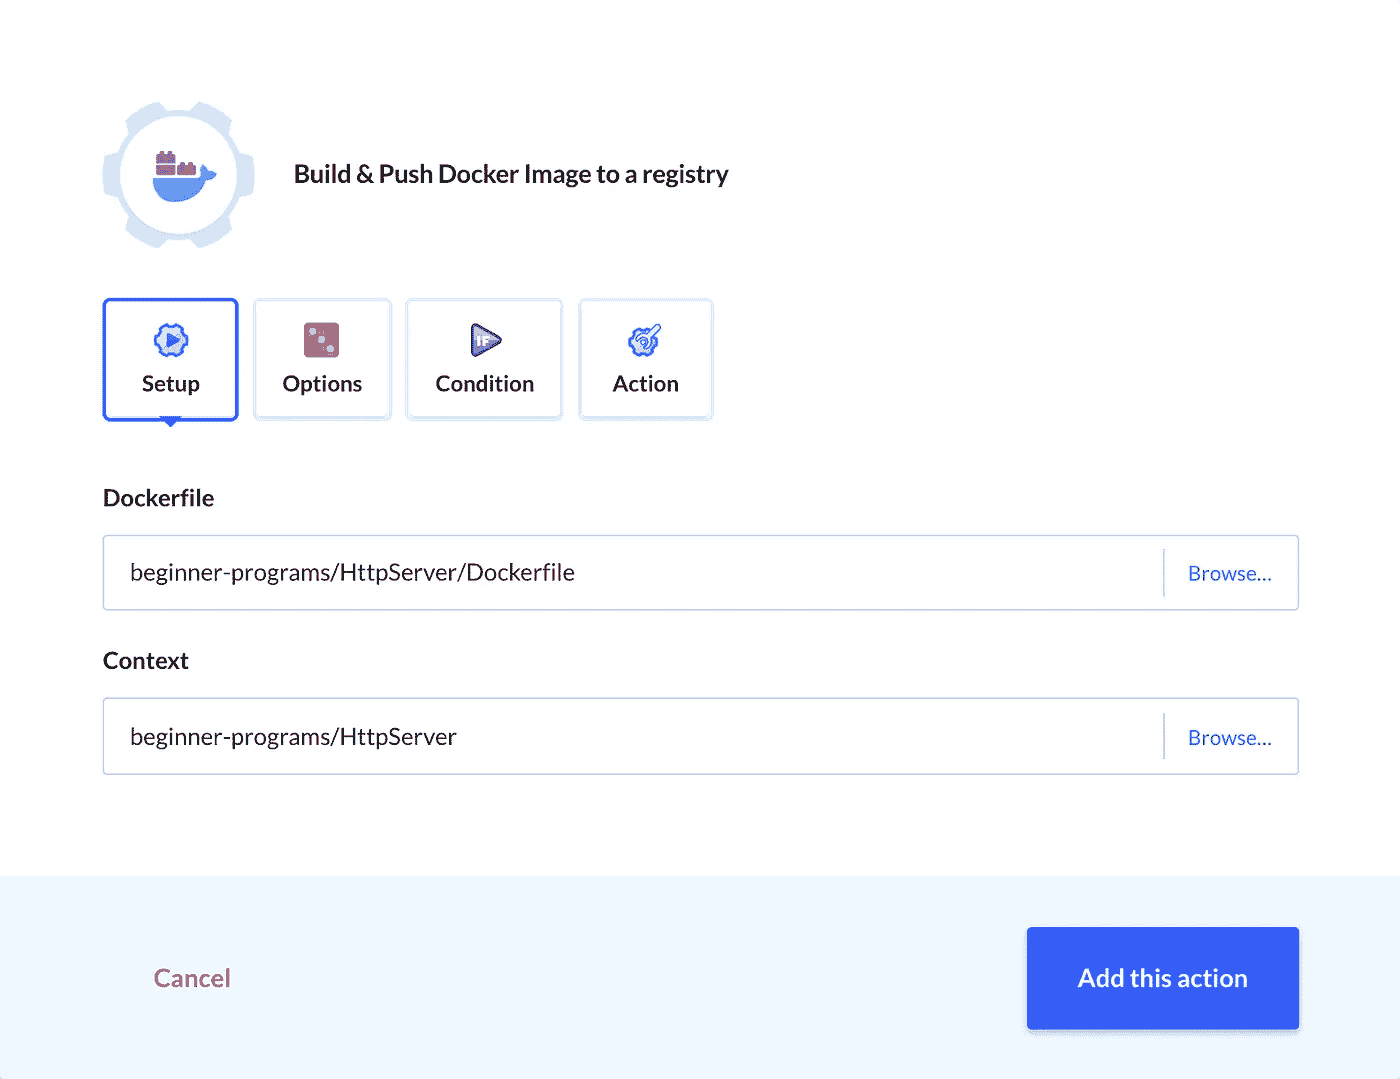 Build & Push Docker Image to a registry
Setup
Options
IF
Condition
Action
Dockerfile
beginner-programs/HttpServer/Dockerfile
Browse...
Context
beginner-programs/HttpServer
Browse...
Cancel
Add this action